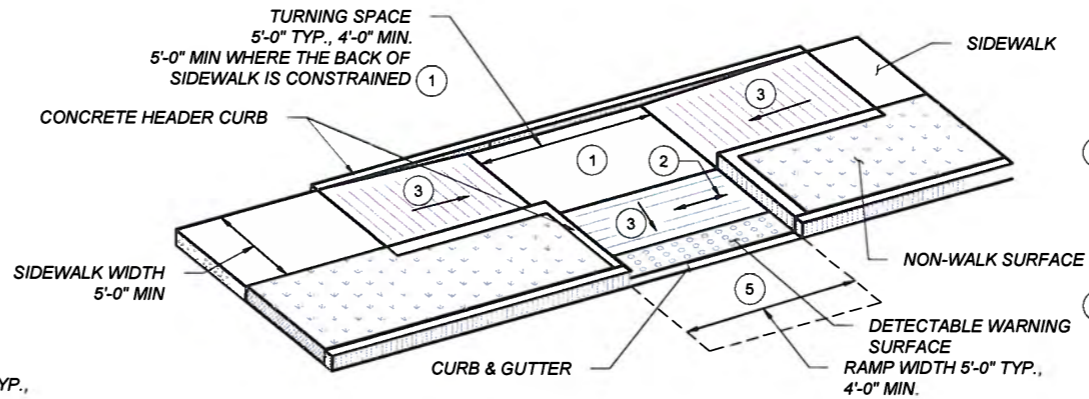 TURNING SPACE
5'-0" TYP., 4'-0" MIN.
5'-0" MIN WHERE THE BACK OF
SIDEWALK IS CONSTRAINED 1
SIDEWALK
CONCRETE HEADER CURB
3
1
2
3
3
SIDEWALK WIDTH
5'-0" MIN
NON-WALK SURFACE
5
DETECTABLE WARNING
SURFACE
CURB & GUTTER
RAMP WIDTH 5'-0" TYP.,
4'-0" MIN.
YP.,